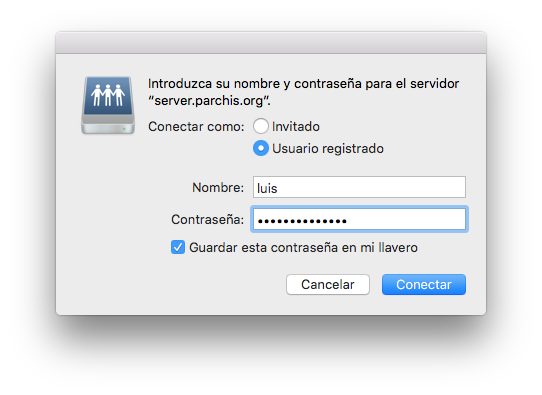 Introduzca su nombre y contraseña para el servidor
“server.parchis.org”.
Conectar como: Invitado
Usuario registrado
Nombre: luis
Contraseña: ••••••••••••••
Guardar esta contraseña en mi llavero
Cancelar Conectar